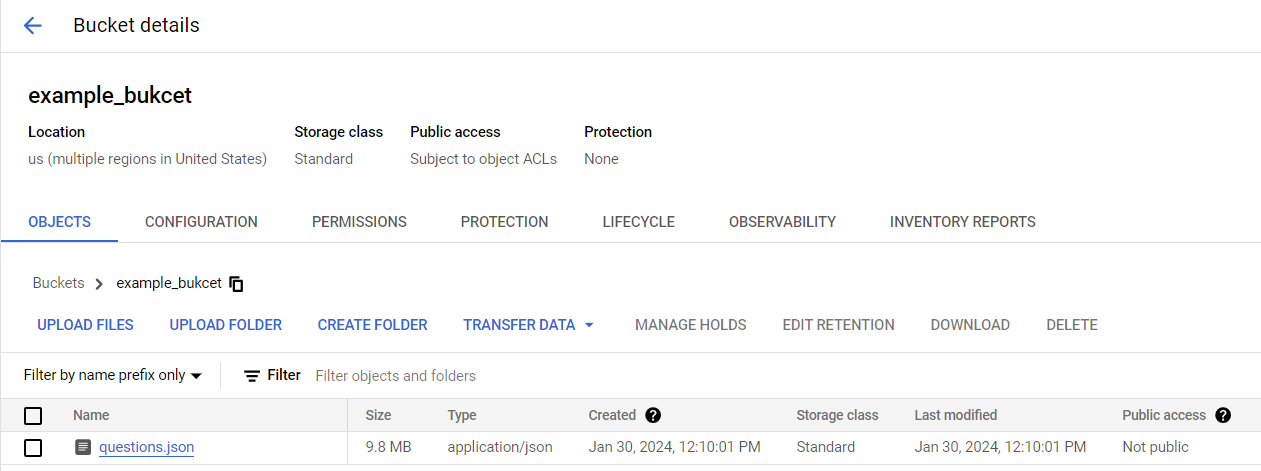 Bucket details
example_bukcet
Location Storage class Public access Protection
us (multiple regions in United States) Standard Subject to object ACLs None
OBJECTS CONFIGURATION PERMISSIONS PROTECTION LIFECYCLE OBSERVABILITY INVENTORY REPORTS
Buckets > example_bukcet
UPLOAD FILES UPLOAD FOLDER CREATE FOLDER TRANSFER DATA MANAGE HOLDS EDIT RETENTION DOWNLOAD DELETE
Filter by name prefix only Filter Filter objects and folders
Name Size Type Created Storage class Last modified Public access
questions.json 9.8 MB application/json Jan 30, 2024, 12:10:01 PM Standard Jan 30, 2024, 12:10:01 PM Not public